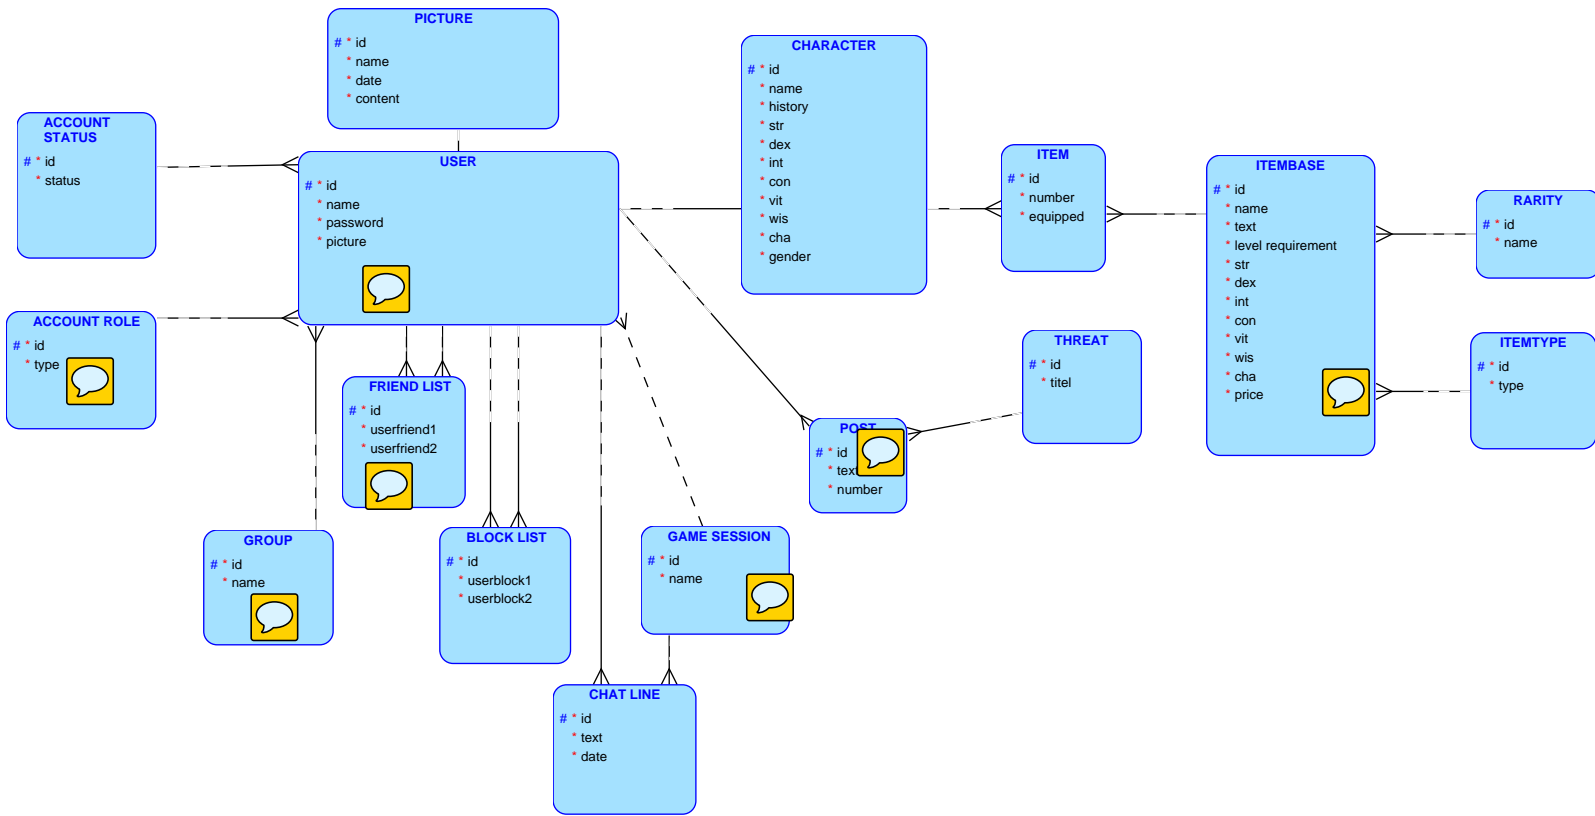 PICTURE
# * id
* name
* date
* content
CHARACTER
# * id
* name
* history
* str
* dex
* int
* con
* vit
* wis
* cha
* gender
ACCOUNT
STATUS
# * id
* status
USER
# * id
* name
* password
* picture
ITEM
# * id
* number
* equipped
ITEMBASE
# * id
* name
* text
* level requirement
* str
* dex
* int
* con
* vit
* wis
* cha
* price
RARITY
# * id
* name
ACCOUNT ROLE
# * id
* type
THREAT
# * id
* titel
ITEMTYPE
# * id
* type
FRIEND LIST
# * id
* userfriend1
* userfriend2
POST
# * id
* text
* number
GROUP
# * id
* name
BLOCK LIST
# * id
* userblock1
* userblock2
GAME SESSION
# * id
* name
CHAT LINE
# * id
* text
* date